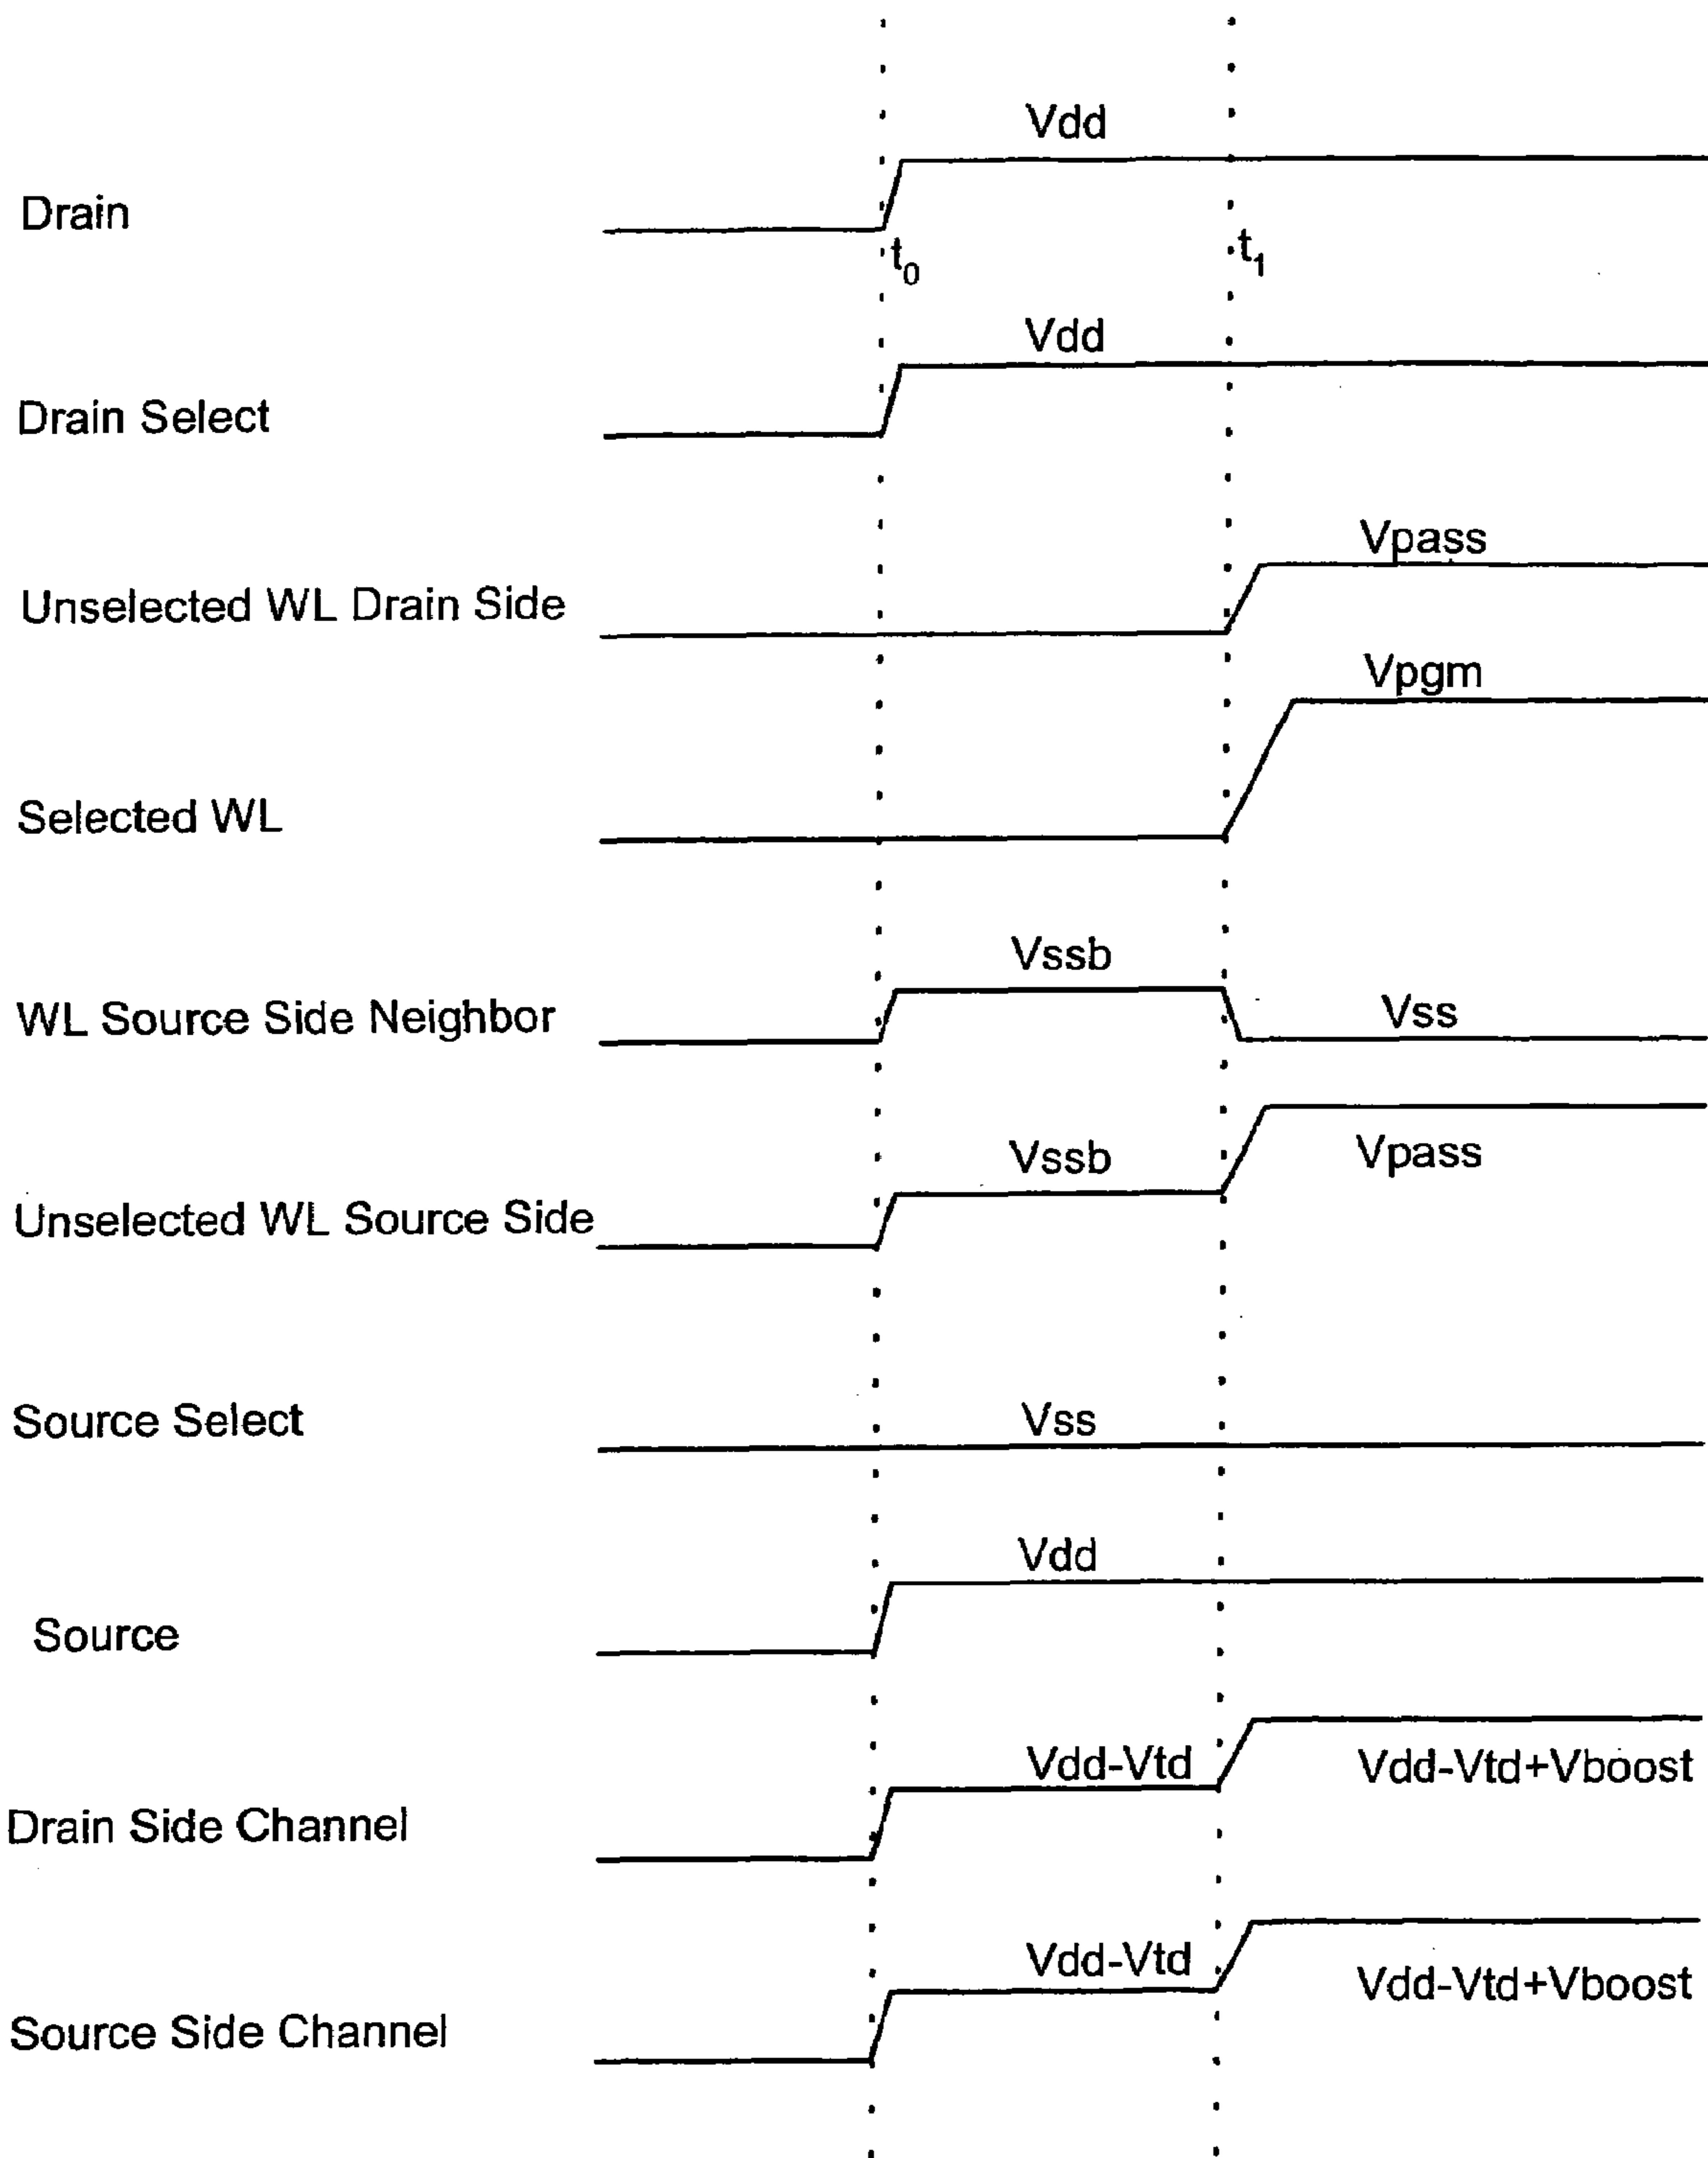 Vdd
Drain
t0
t1
Vdd
Drain Select
Vpass
Unselected WL Drain Side
Vpgm
Selected WL
Vssb
WL Source Side Neighbor
Vss
Vssb
Vpass
Unselected WL Source Side
Source Select
Vss
Vdd
Source
Vdd-Vtd
Vdd-Vtd+Vboost
Drain Side Channel
Vdd-Vtd
Vdd-Vtd+Vboost
Source Side Channel